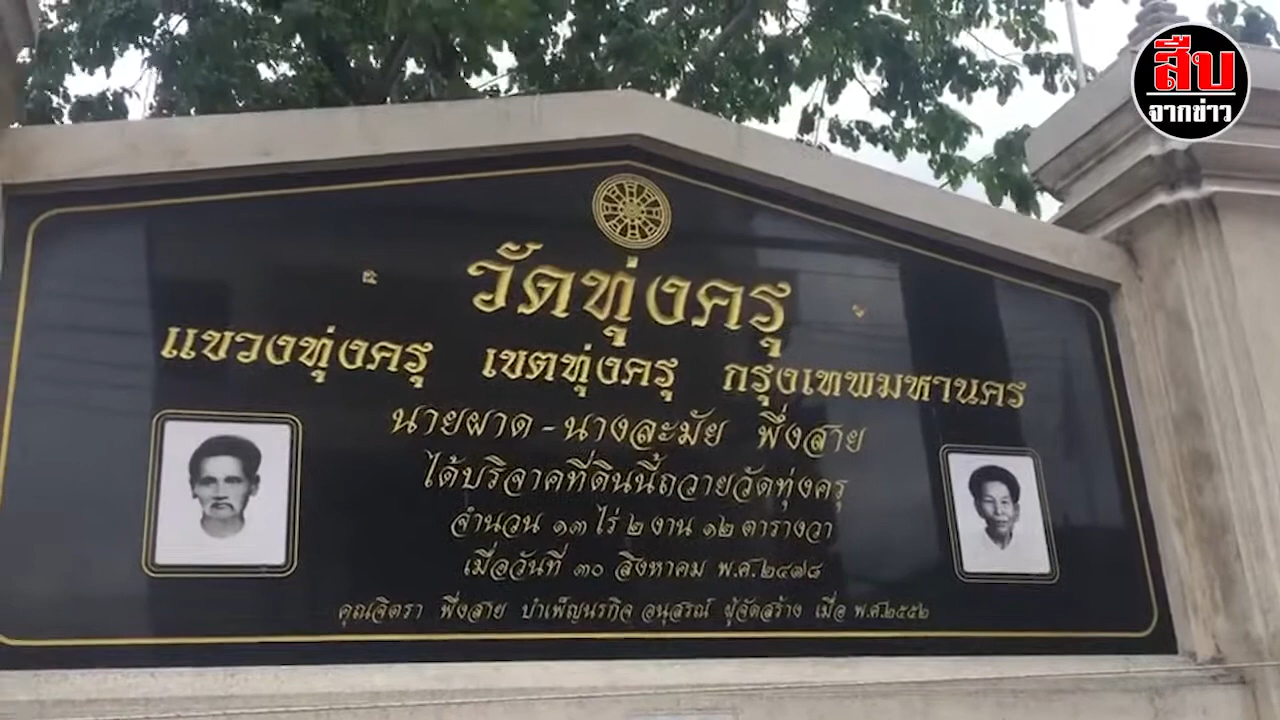 สืบ
จากข่าว
วัดทุ่งครุ
แขวงทุ่งครุ เขตทุ่งครุ กรุงเทพมหานคร
นายผาด - นางละมัย พึ่งสาย
ได้บริจาคที่ดินนี้ถวายวัดทุ่งครุ
จำนวน ๑๓ ไร่ ๒ งาน ๑๒ ตารางวา
เมื่อวันที่ ๓๐ สิงหาคม พ.ศ.๒๔๗๘
คุณจิตรา พึ่งสาย บำเพ็ญนรกิจ อนุสรณ์ ผู้จัดสร้าง เมื่อ พ.ศ.๒๕๕๒